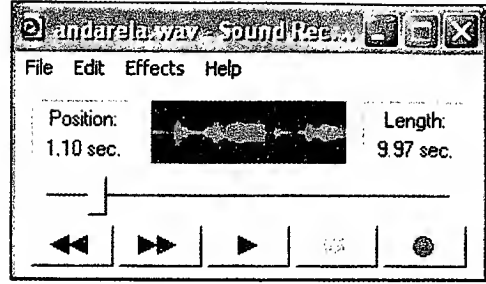 andarela.wav - Sound Rec...
File Edit Effects Help
Position:
1.10 sec.
Length:
9.97 sec.